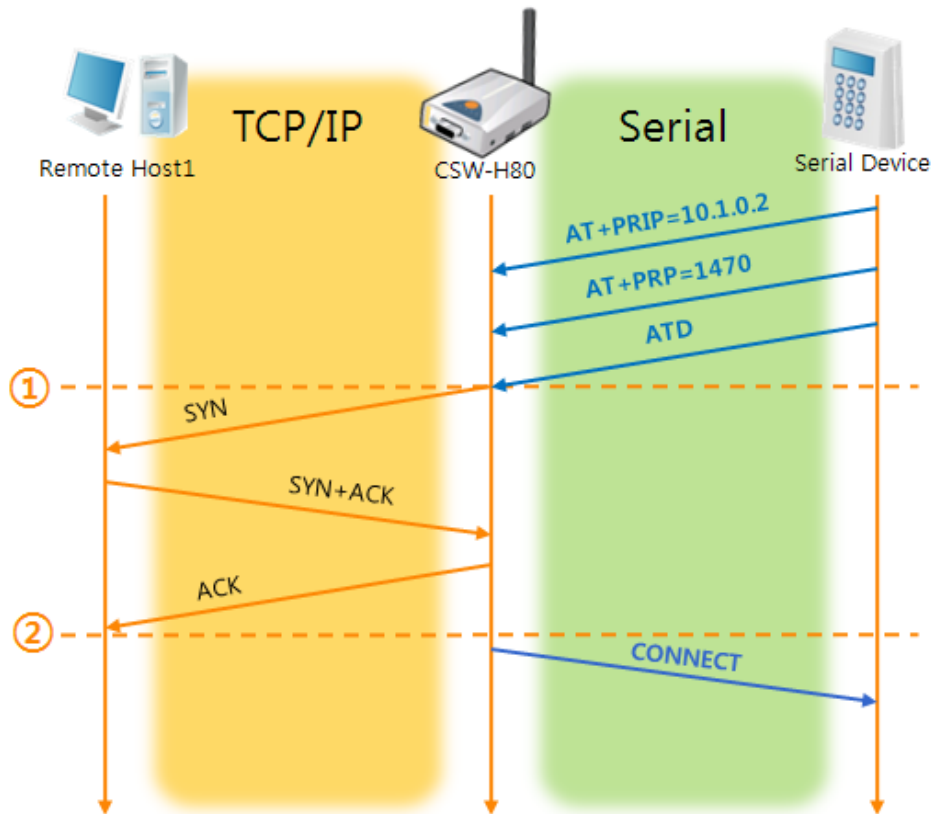 TCP/IP
Serial
Remote Host1
CSW-H80
Serial Device
AT+PRIP=10.1.0.2
AT+PRP=1470
ATD
①
SYN
SYN+ACK
ACK
②
CONNECT